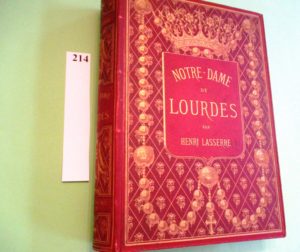 214
NOTRE-DAME
DE
LOURDES
PAR
HENRI LASSERRE